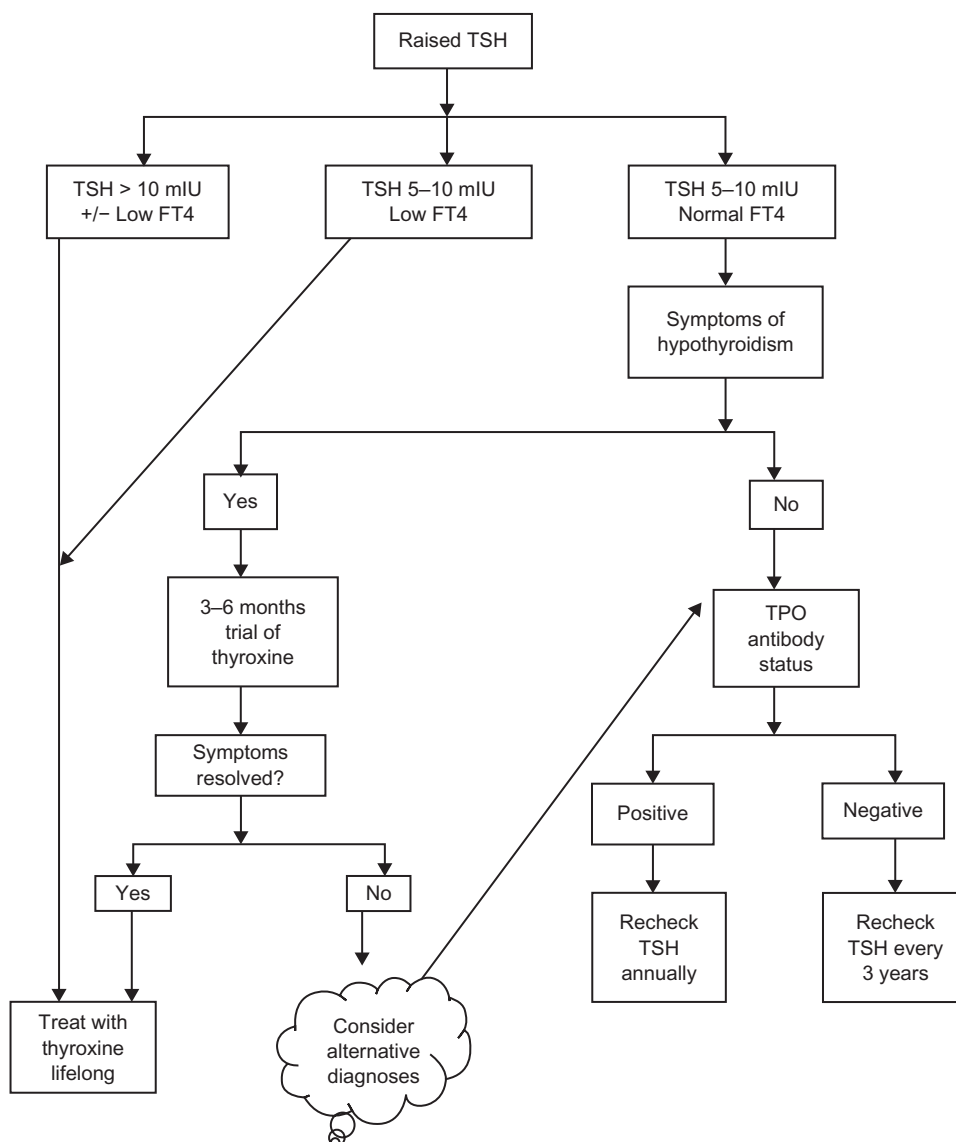 Raised TSH
TSH > 10 mIU
+/− Low FT4
TSH 5–10 mIU
Low FT4
TSH 5–10 mIU
Normal FT4
Symptoms of
hypothyroidism
Yes
No
3–6 months
trial of
thyroxine
TPO
antibody
status
Symptoms
resolved?
Positive
Negative
Yes
No
Recheck
TSH
annually
Recheck
TSH every
3 years
Treat with
thyroxine
lifelong
Consider
alternative
diagnoses